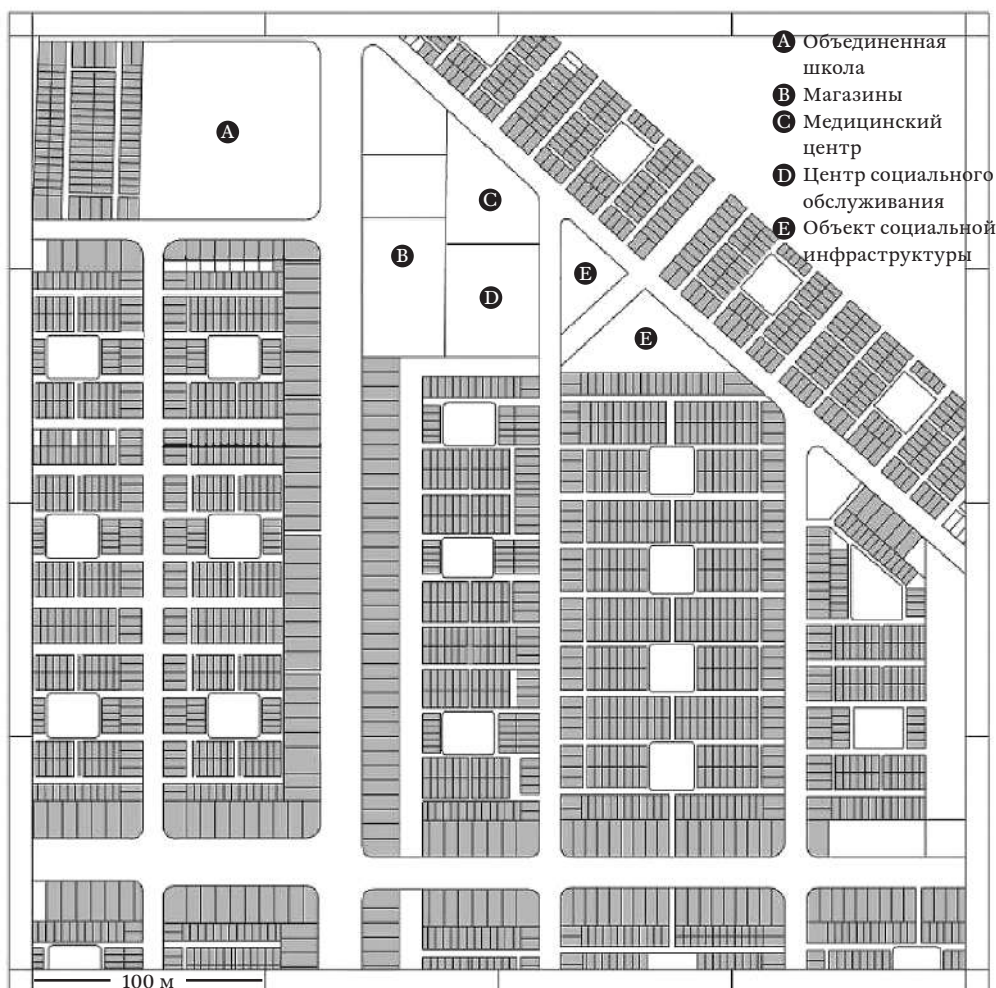 A Объединенная
школа
B Магазины
C Медицинский
центр
D Центр социального
обслуживания
E Объект социальной
инфраструктуры
A
C
B
E
D
E
100 м